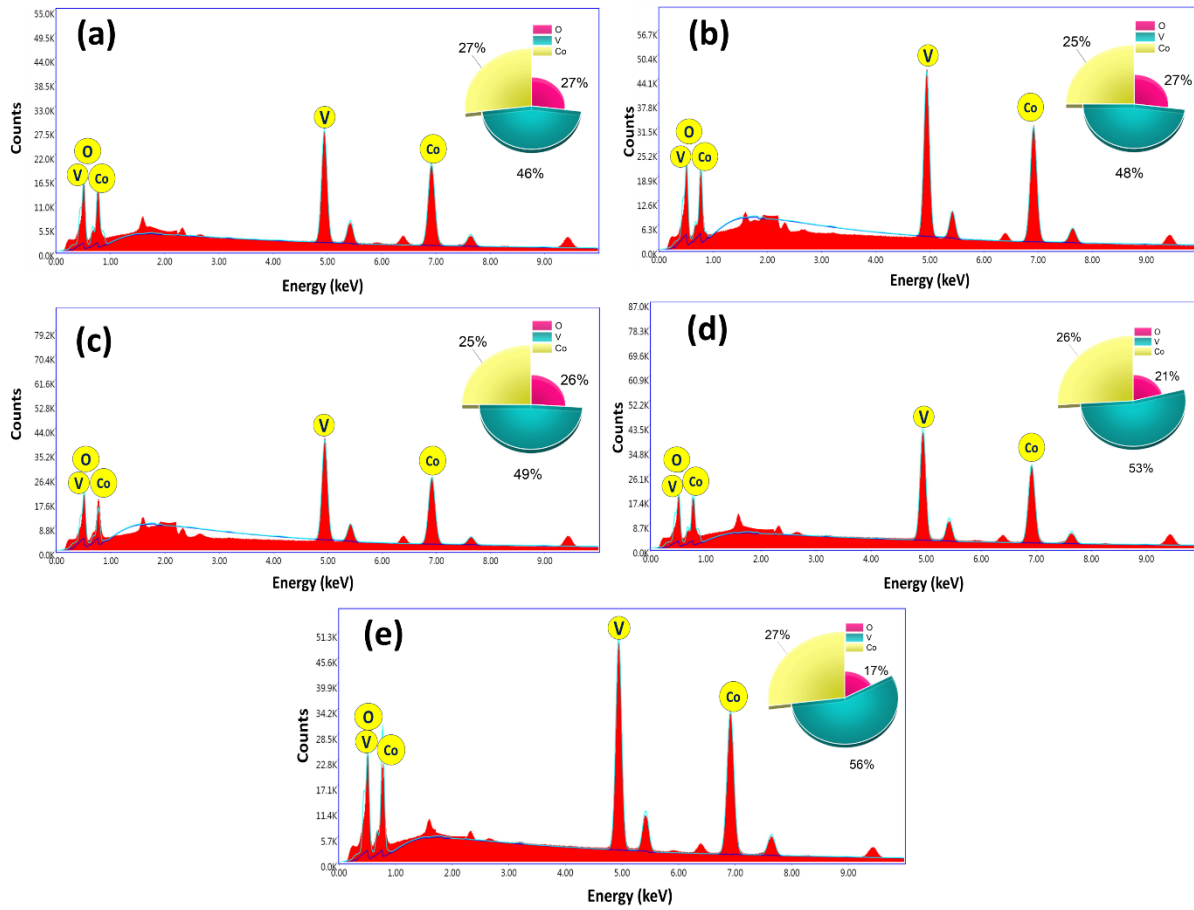 (a)
Counts
55.0K
49.5K
44.0K
38.5K
33.0K
27.5K
22.0K
16.5K
11.0K
5.5K
0.0K
O
V
Co
V
Co
O
V
Co
27%
27%
46%
0.00 1.00 2.00 3.00 4.00 5.00 6.00 7.00 8.00 9.00
Energy (keV)
(b)
Counts
56.7K
50.4K
44.1K
37.8K
31.5K
25.2K
18.9K
12.6K
6.3K
0.0K
O
V
Co
V
Co
O
V
Co
25%
27%
48%
0.00 1.00 2.00 3.00 4.00 5.00 6.00 7.00 8.00 9.00
Energy (keV)
(c)
Counts
79.2K
70.4K
61.6K
52.8K
44.0K
35.2K
26.4K
17.6K
8.8K
0.0K
O
V
Co
V
Co
O
V
Co
25%
26%
49%
0.00 1.00 2.00 3.00 4.00 5.00 6.00 7.00 8.00 9.00
Energy (keV)
(d)
Counts
87.0K
78.3K
69.6K
60.9K
52.2K
43.5K
34.8K
26.1K
17.4K
8.7K
0.0K
O
V
Co
V
Co
O
V
Co
26%
21%
53%
0.00 1.00 2.00 3.00 4.00 5.00 6.00 7.00 8.00 9.00
Energy (keV)
(e)
Counts
51.3K
45.6K
39.9K
34.2K
28.5K
22.8K
17.1K
11.4K
5.7K
0.0K
O
V
Co
V
Co
O
V
Co
27%
17%
56%
0.00 1.00 2.00 3.00 4.00 5.00 6.00 7.00 8.00 9.00
Energy (keV)